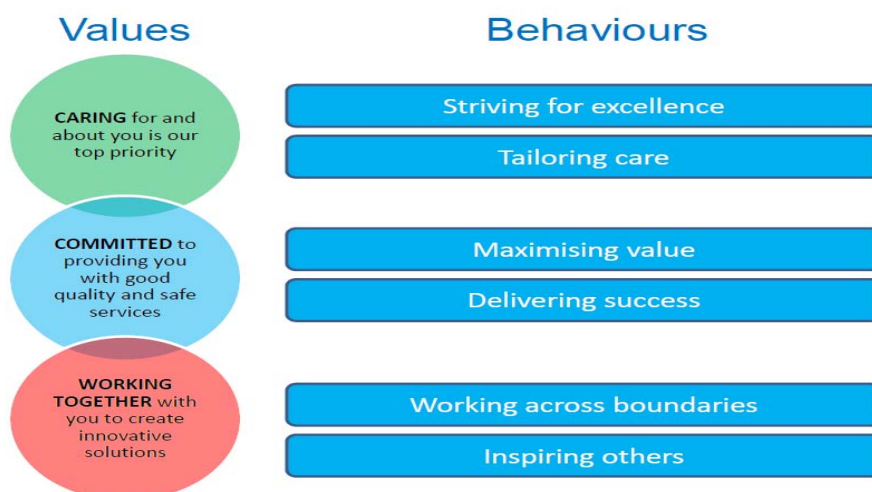 Values
Behaviours
CARING for and
about you is our
top priority
Striving for excellence
Tailoring care
COMMITTED to
providing you
with good
quality and safe
services
Maximising value
Delivering success
WORKING
TOGETHER with
you to create
innovative
solutions
Working across boundaries
Inspiring others